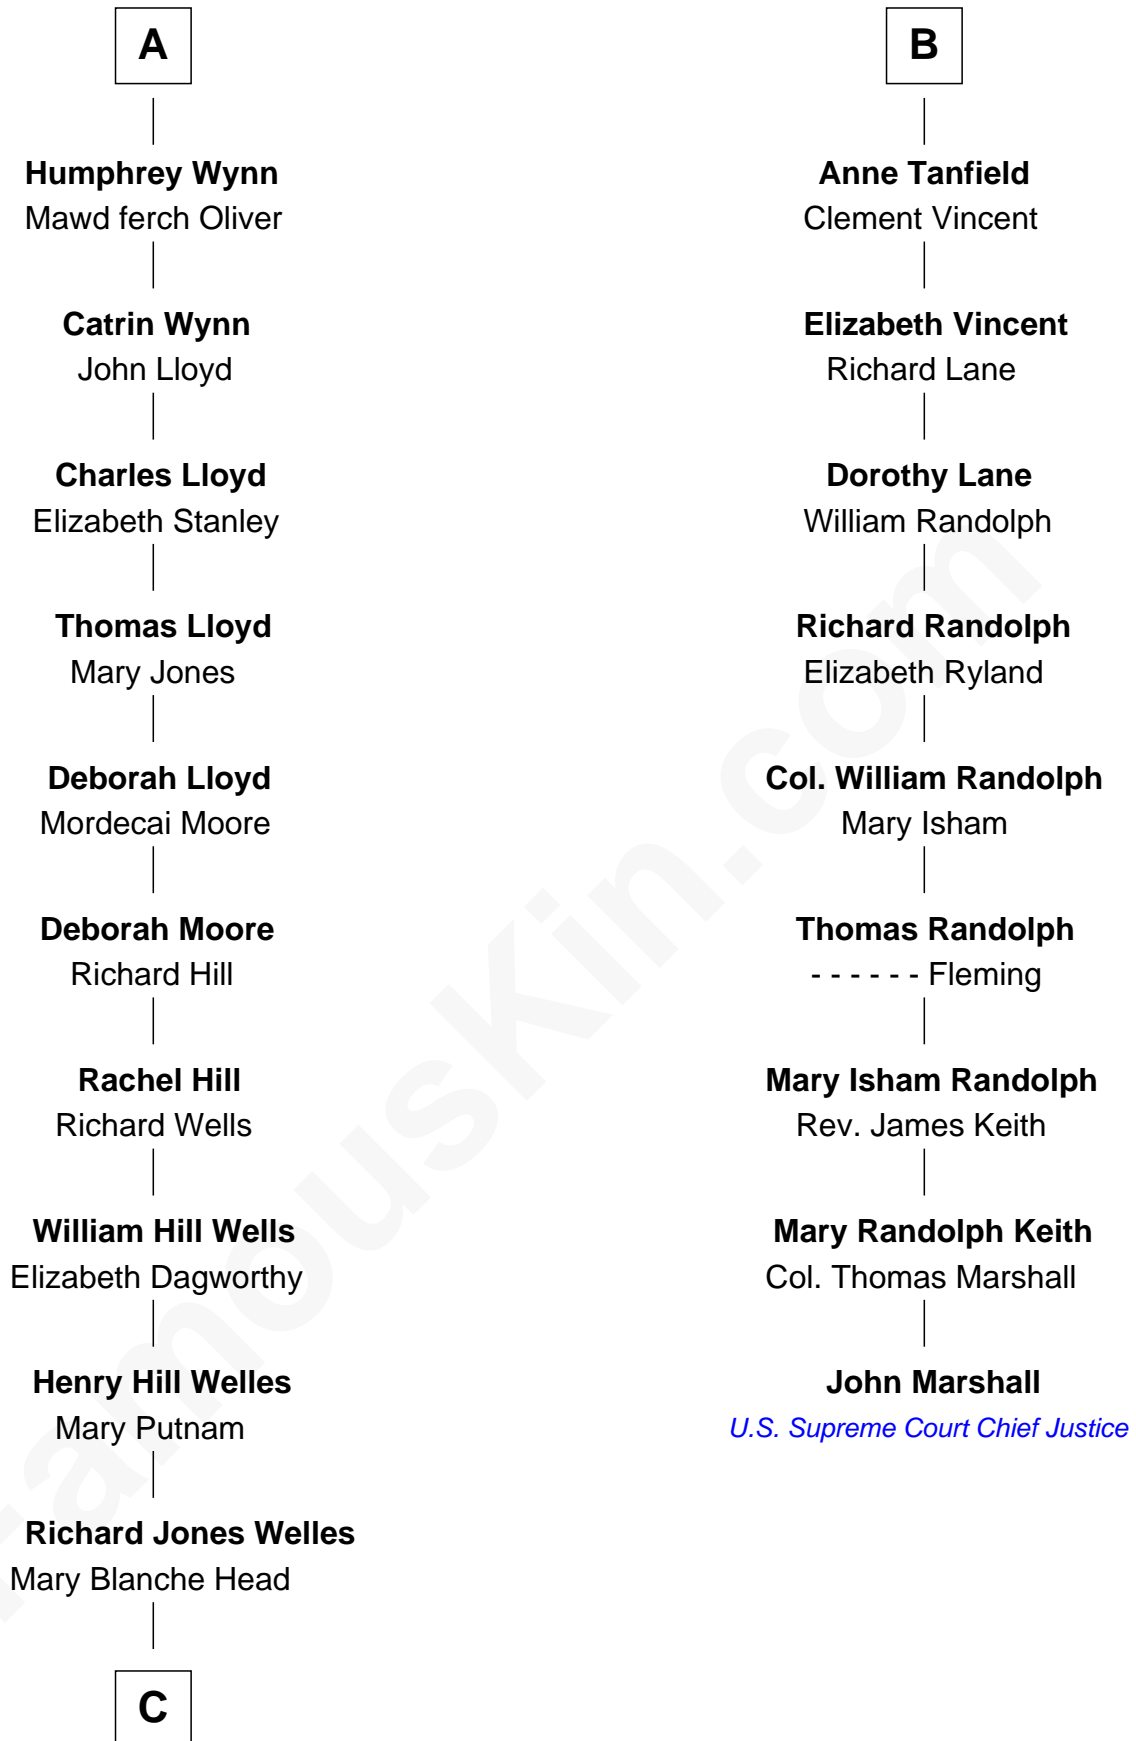 A
Humphrey Wynn
Mawd ferch Oliver
Catrin Wynn
John Lloyd
Charles Lloyd
Elizabeth Stanley
Thomas Lloyd
Mary Jones
Deborah Lloyd
Mordecai Moore
Deborah Moore
Richard Hill
Rachel Hill
Richard Wells
William Hill Wells
Elizabeth Dagworthy
Henry Hill Welles
Mary Putnam
Richard Jones Welles
Mary Blanche Head
C
B
Anne Tanfield
Clement Vincent
Elizabeth Vincent
Richard Lane
Dorothy Lane
William Randolph
Richard Randolph
Elizabeth Ryland
Col. William Randolph
Mary Isham
Thomas Randolph
- - - - - - Fleming
Mary Isham Randolph
Rev. James Keith
Mary Randolph Keith
Col. Thomas Marshall
John Marshall
U.S. Supreme Court Chief Justice
FamousKin.com